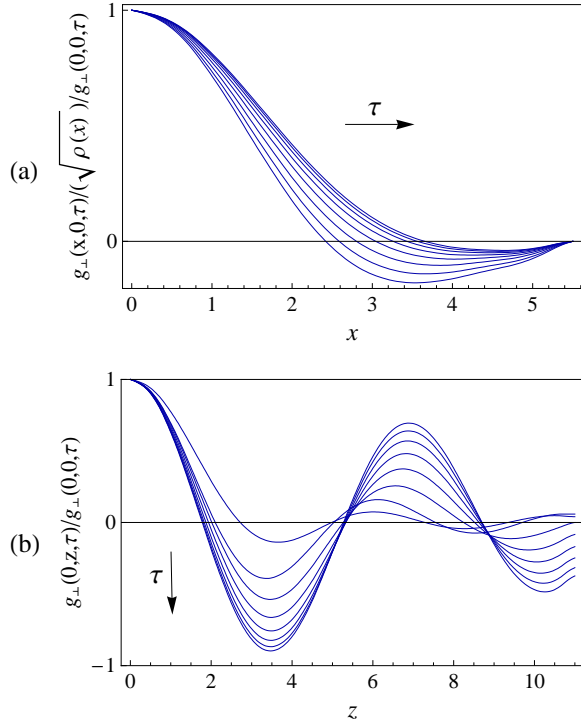 (a)
g⊥(x,0,τ)/(√ρ(x))/g⊥(0,0,τ)
1
0
τ
0 1 2 3 4 5
x
(b)
g⊥(0,z,τ)/g⊥(0,0,τ)
1
0
−1
τ
0 2 4 6 8 10
z